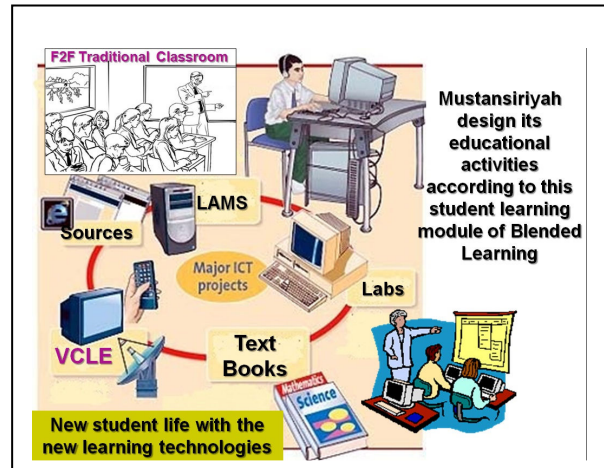 F2F Traditional Classroom
Mustansiriyah
design its
educational
activities
according to this
student learning
module of Blended
Learning
LAMS
Sources
Major ICT
projects
Labs
VCLE
Text
Books
Mathematics
Science
New student life with the
new learning technologies